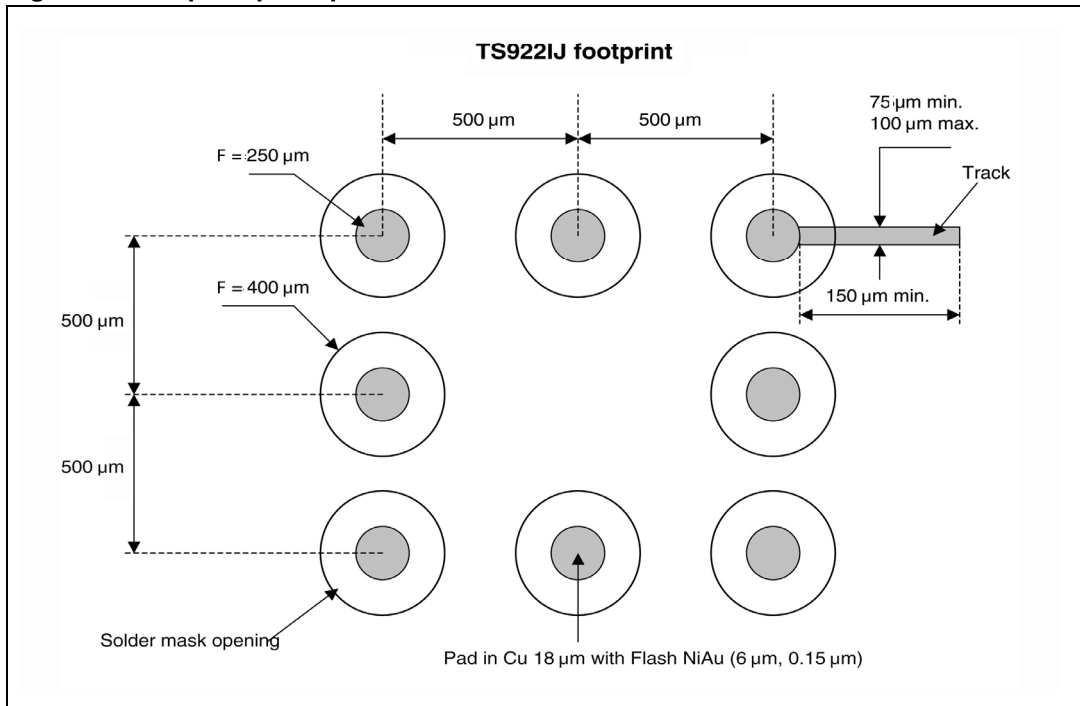 TS922IJ footprint
500 µm
500 µm
75 µm min.
100 µm max.
F = 250 µm
Track
F = 400 µm
150 µm min.
500 µm
500 µm
Solder mask opening
Pad in Cu 18 µm with Flash NiAu (6 µm, 0.15 µm)